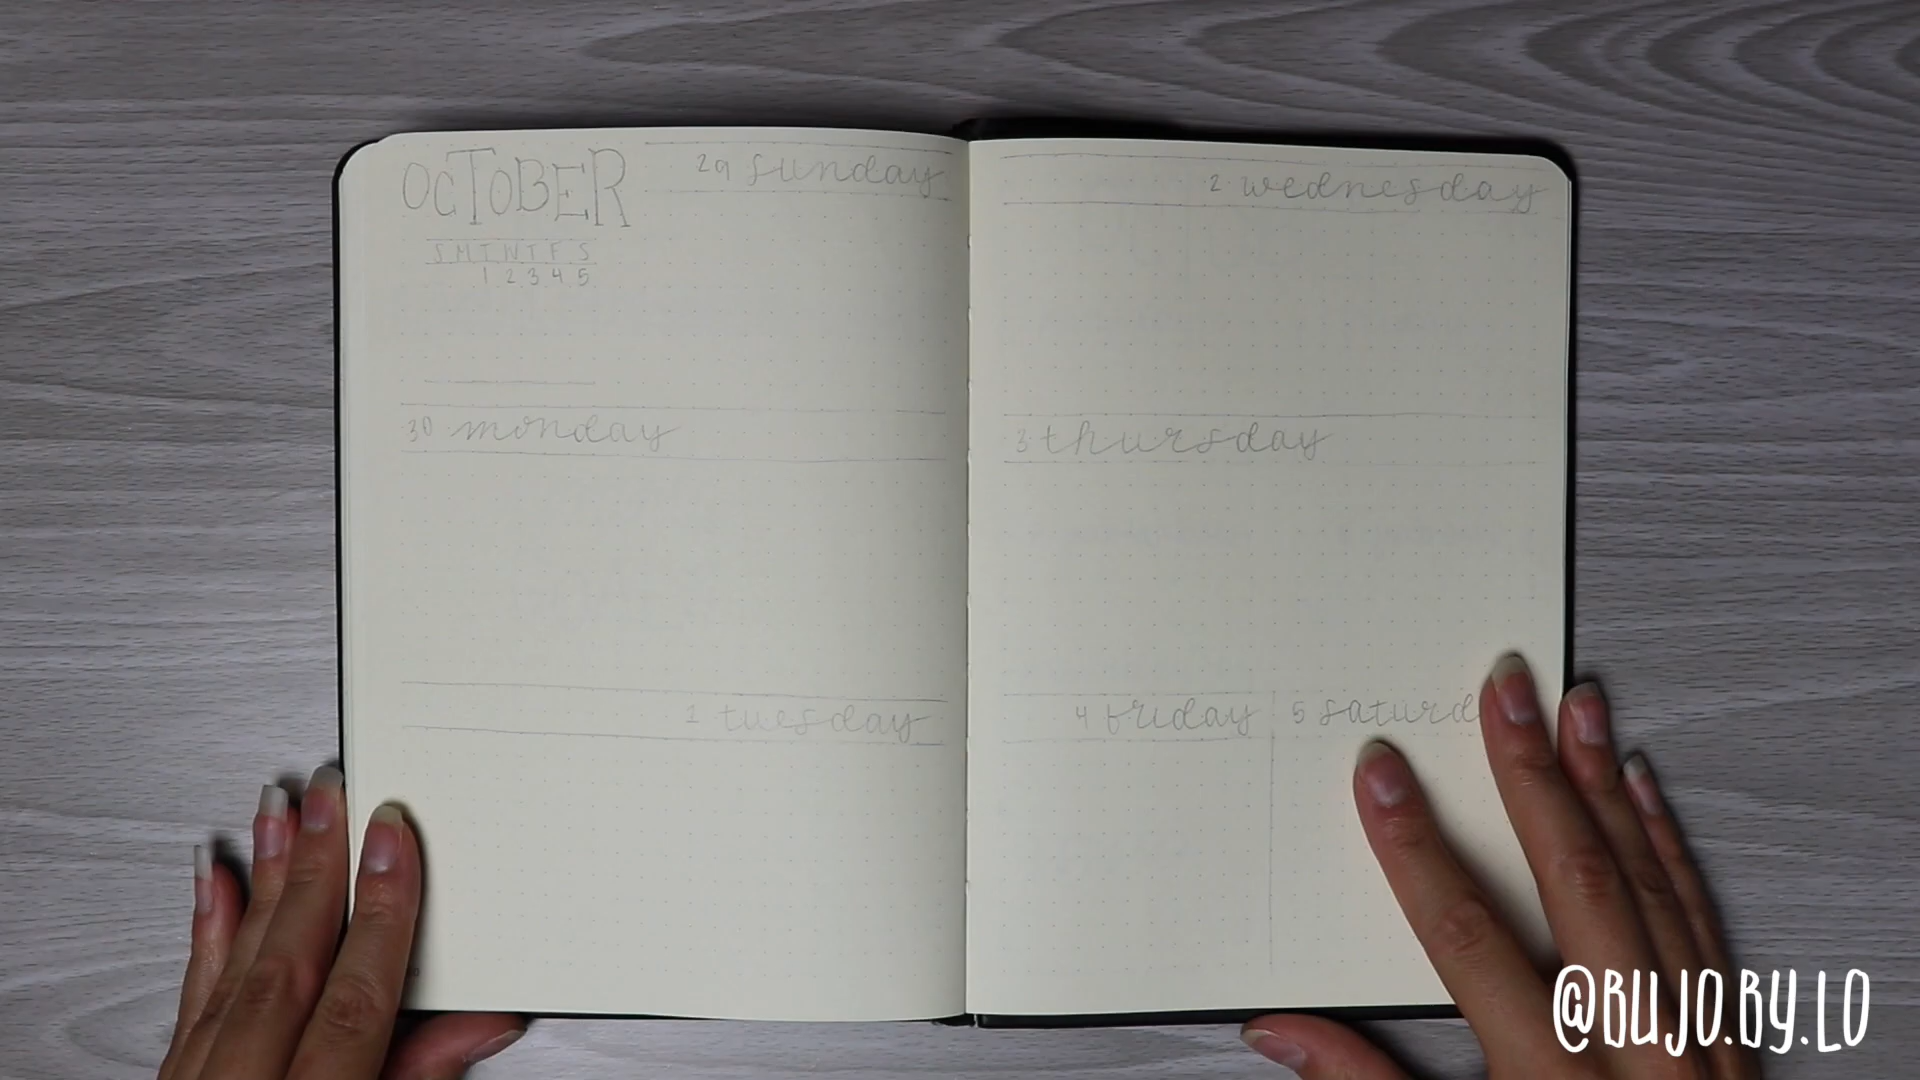 OCTOBER
S M T W T F S
1 2 3 4 5
29 sunday
30 monday
1 tuesday
2 wednesday
3 thursday
4 friday
5 saturd
@BUJO.BY.LO